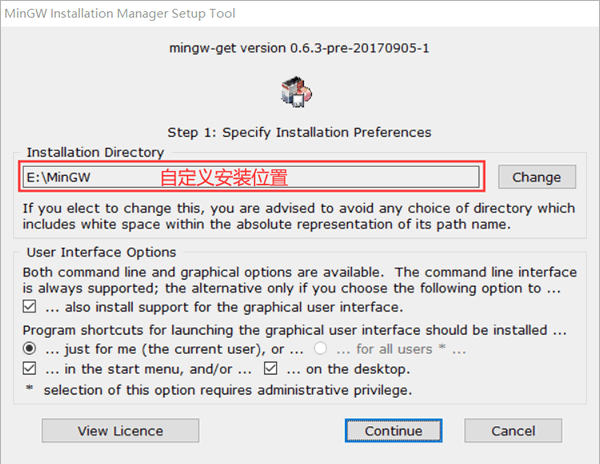 MinGW Installation Manager Setup Tool
mingw-get version 0.6.3-pre-20170905-1
Step 1: Specify Installation Preferences
Installation Directory
E:\MinGW 自定义安装位置 Change
If you elect to change this, you are advised to avoid any choice of directory which
includes white space within the absolute representation of its path name.
User Interface Options
Both command line and graphical options are available. The command line interface
is always supported; the alternative only if you choose the following option to ...
... also install support for the graphical user interface.
Program shortcuts for launching the graphical user interface should be installed ...
... just for me (the current user), or ... ... for all users * ...
... in the start menu, and/or ... ... on the desktop.
* selection of this option requires administrative privilege.
View Licence Continue Cancel